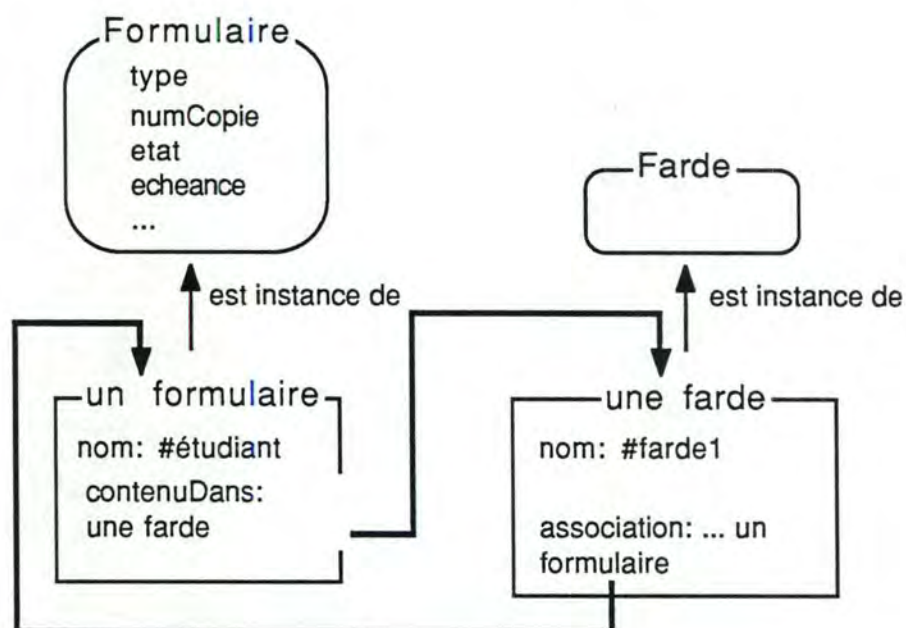 Formulaire
type
numCopie
etat
echeance
...
Farde
est instance de
est instance de
un formulaire
nom: #étudiant
contenuDans:
une farde
une farde
nom: #farde1
association: ... un
formulaire